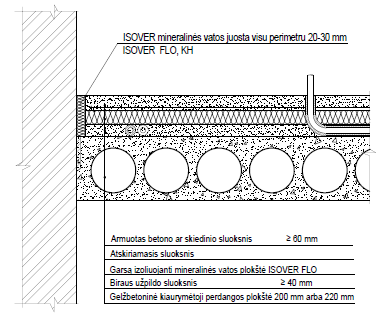 ISOVER mineralinės vatos juosta visu perimetru 20-30 mm
ISOVER FLO, KH
Armuotas betono ar skiedinio sluoksnis ≥ 60 mm
Atskiriamasis sluoksnis
Garsą izoliuojanti mineralinės vatos plokštė ISOVER FLO
Biraus užpildo sluoksnis ≥ 40 mm
Gelžbetoninė kiaurymėtoji perdangos plokštė 200 mm arba 220 mm